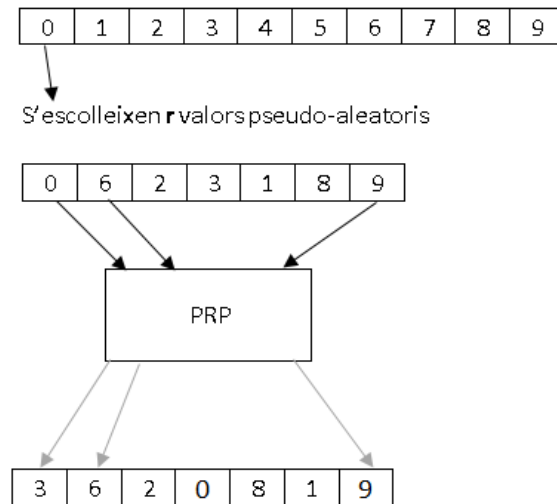 0 1 2 3 4 5 6 7 8 9
S'escolleixen r valors pseudo-aleatoris
0 6 2 3 1 8 9
PRP
3 6 2 0 8 1 9